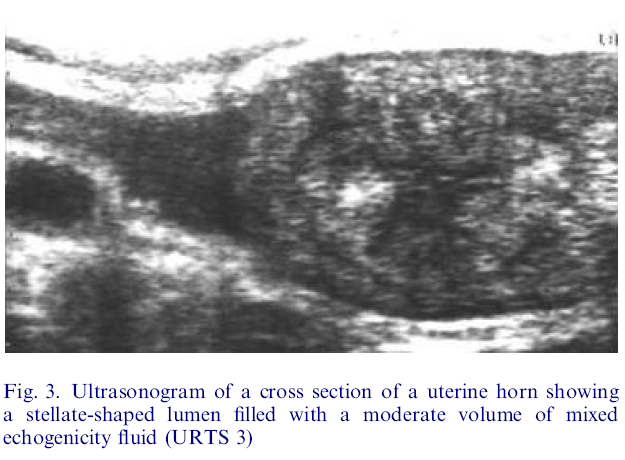 Fig. 3. Ultrasonogram of a cross section of a uterine horn showing
a stellate-shaped lumen filled with a moderate volume of mixed
echogenicity fluid (URTS 3)